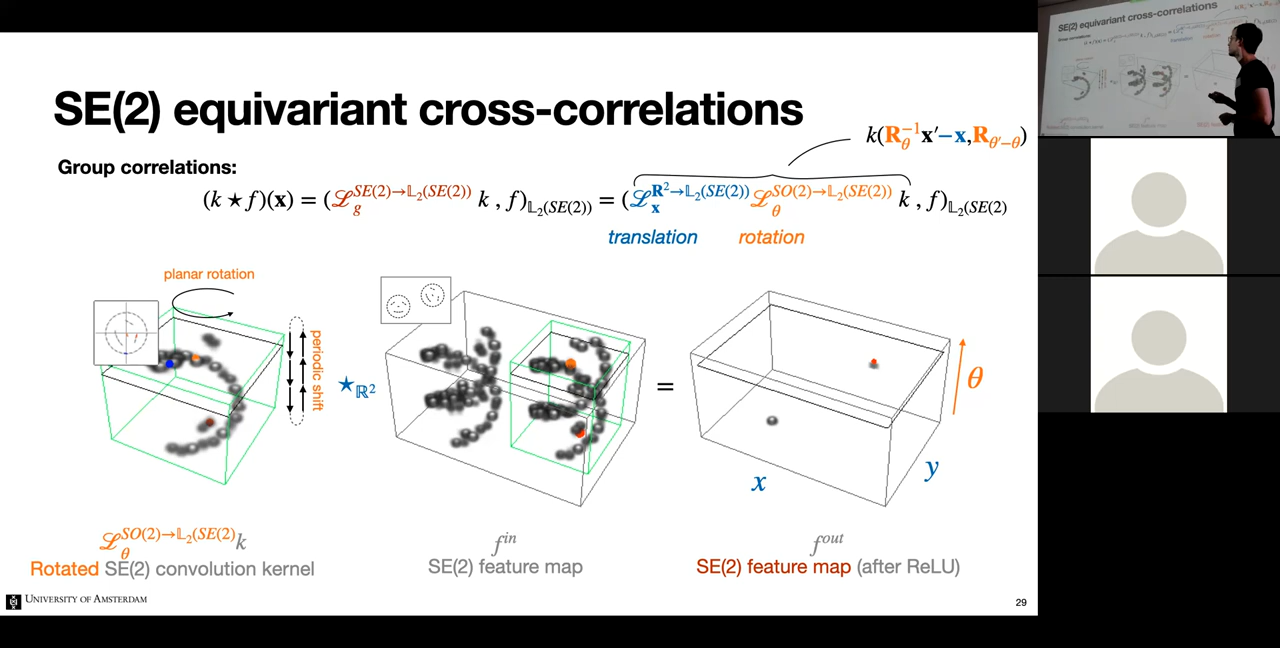 SE(2) equivariant cross-correlations
k(R_θ^{-1}x′−x,R_{θ′−θ})
Group correlations:
(k ⋆ f)(x) = (ℒ_g^{SE(2)→𝕃₂(SE(2))} k , f)_{𝕃₂(SE(2))} = (ℒ_x^{R²→𝕃₂(SE(2))} ℒ_θ^{SO(2)→𝕃₂(SE(2))} k , f)_{𝕃₂(SE(2)}
translation rotation
planar rotation
periodic shift
⋆_{ℝ²}
=
θ
x
y
ℒ_θ^{SO(2)→𝕃₂(SE(2)} k
Rotated SE(2) convolution kernel
f^{in}
SE(2) feature map
f^{out}
SE(2) feature map (after ReLU)
UNIVERSITY OF AMSTERDAM
29
SE(2) equivariant cross-correlations